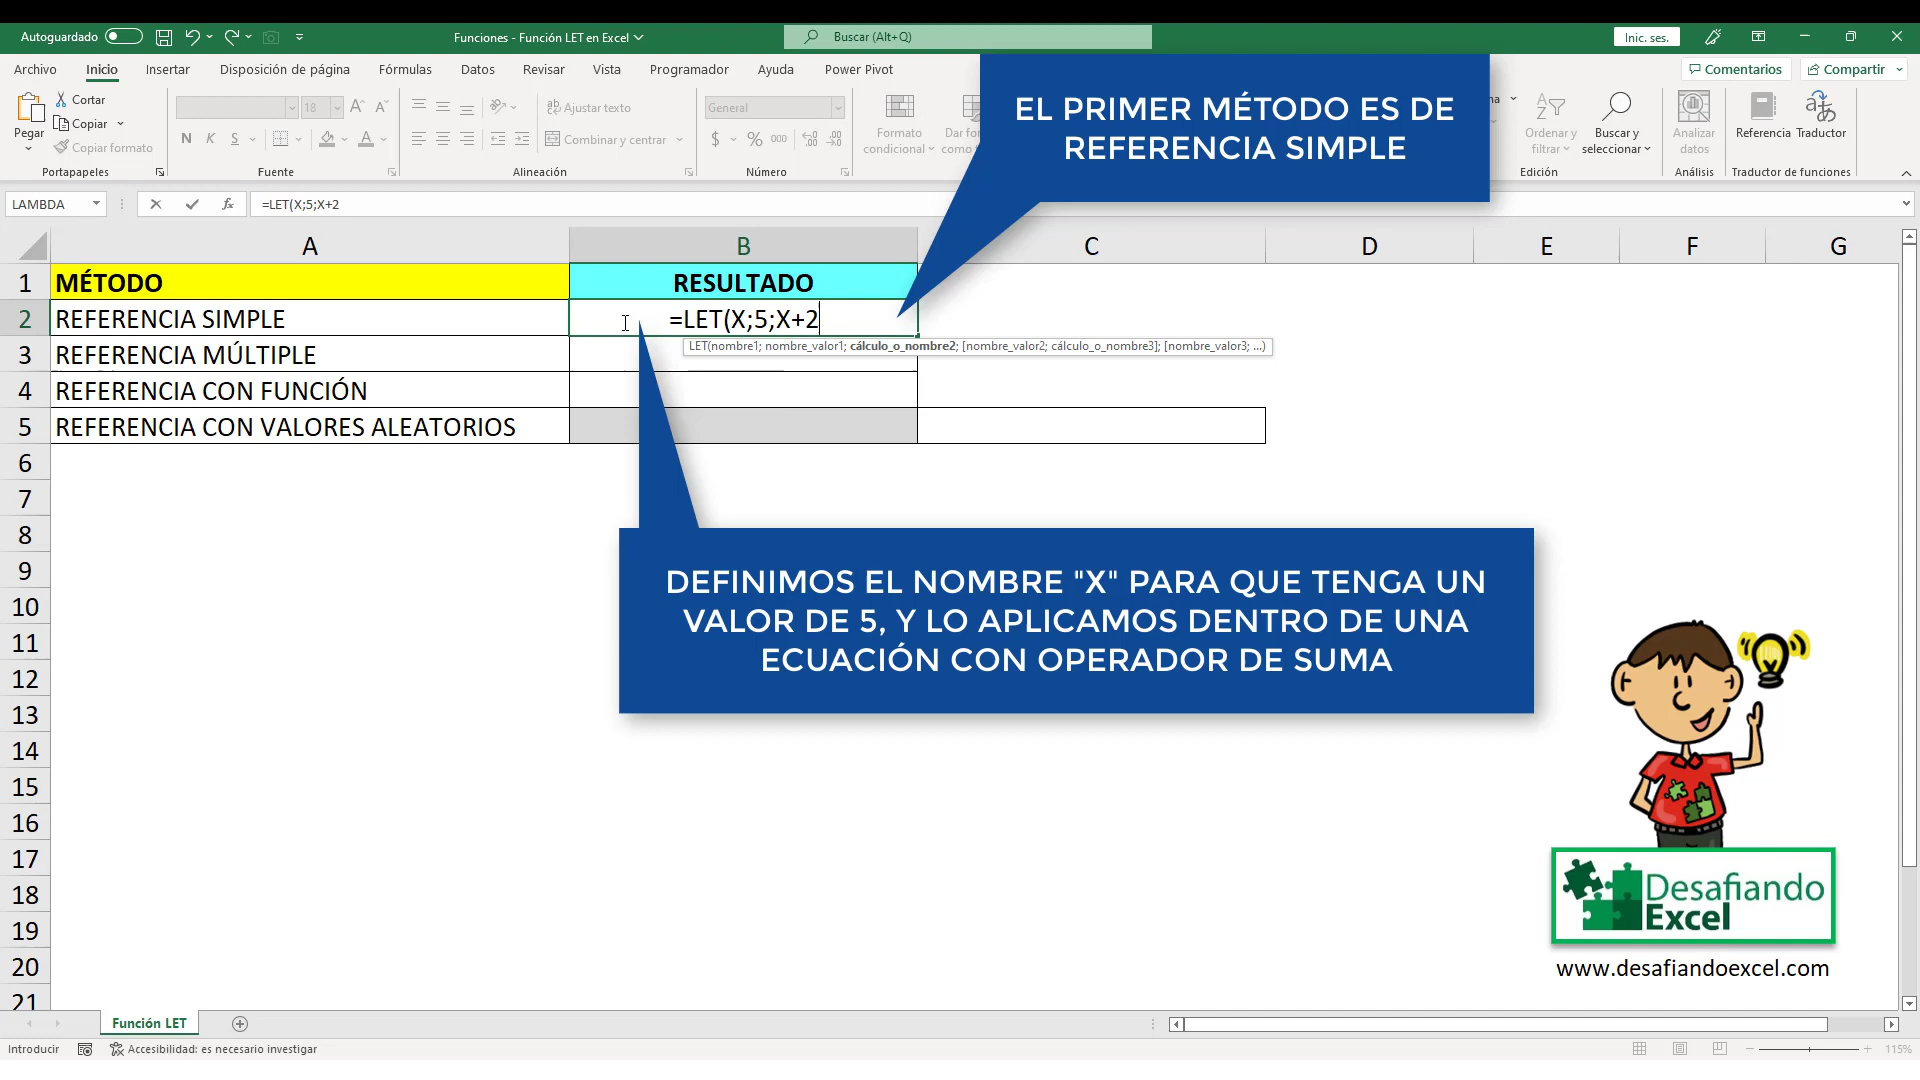 Autoguardado
Funciones - Función LET en Excel
Buscar (Alt+Q)
Inic. ses.
Archivo Inicio Insertar Disposición de página Fórmulas Datos Revisar Vista Programador Ayuda Power Pivot
Comentarios Compartir
Pegar
Cortar
Copiar
Copiar formato
Portapapeles
18
N K S
Fuente
Ajustar texto
Combinar y centrar
Alineación
General
$ % 000
Número
Formato
condicional
Dar for
como t
Ordenar y
filtrar
Buscar y
seleccionar
Edición
Analizar
datos
Análisis
Referencia
Traductor
Traductor de funciones
EL PRIMER MÉTODO ES DE
REFERENCIA SIMPLE
LAMBDA
fx
=LET(X;5;X+2
A B C D E F G
1 MÉTODO RESULTADO
2 REFERENCIA SIMPLE =LET(X;5;X+2
LET(nombre1; nombre_valor1; cálculo_o_nombre2; [nombre_valor2; cálculo_o_nombre3]; [nombre_valor3; ...)
3 REFERENCIA MÚLTIPLE
4 REFERENCIA CON FUNCIÓN
5 REFERENCIA CON VALORES ALEATORIOS
6
7
8
9
10
11
12
13
14
15
16
17
18
19
20
21
DEFINIMOS EL NOMBRE "X" PARA QUE TENGA UN
VALOR DE 5, Y LO APLICAMOS DENTRO DE UNA
ECUACIÓN CON OPERADOR DE SUMA
Desafiando
Excel
www.desafiandoexcel.com
Función LET
Introducir
Accesibilidad: es necesario investigar
115%